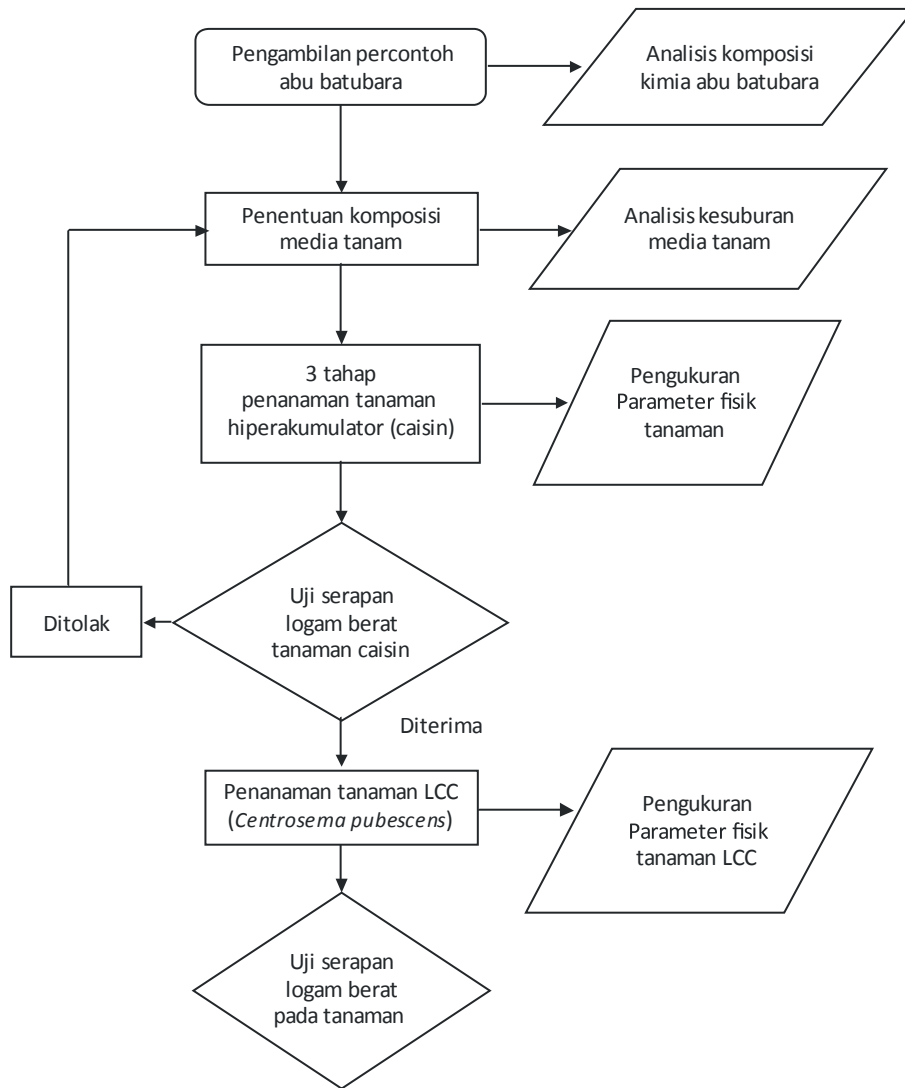 Pengambilan percontoh
abu batubara
Analisis komposisi
kimia abu batubara
Penentuan komposisi
media tanam
Analisis kesuburan
media tanam
3 tahap
penanaman tanaman
hiperakumulator (caisin)
Pengukuran
Parameter fisik
tanaman
Uji serapan
logam berat
tanaman caisin
Ditolak
Diterima
Penanaman tanaman LCC
(Centrosema pubescens)
Pengukuran
Parameter fisik
tanaman LCC
Uji serapan
logam berat
pada tanaman